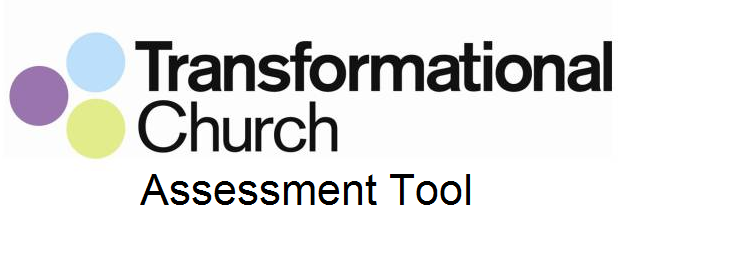 Transformational
Church
Assessment Tool